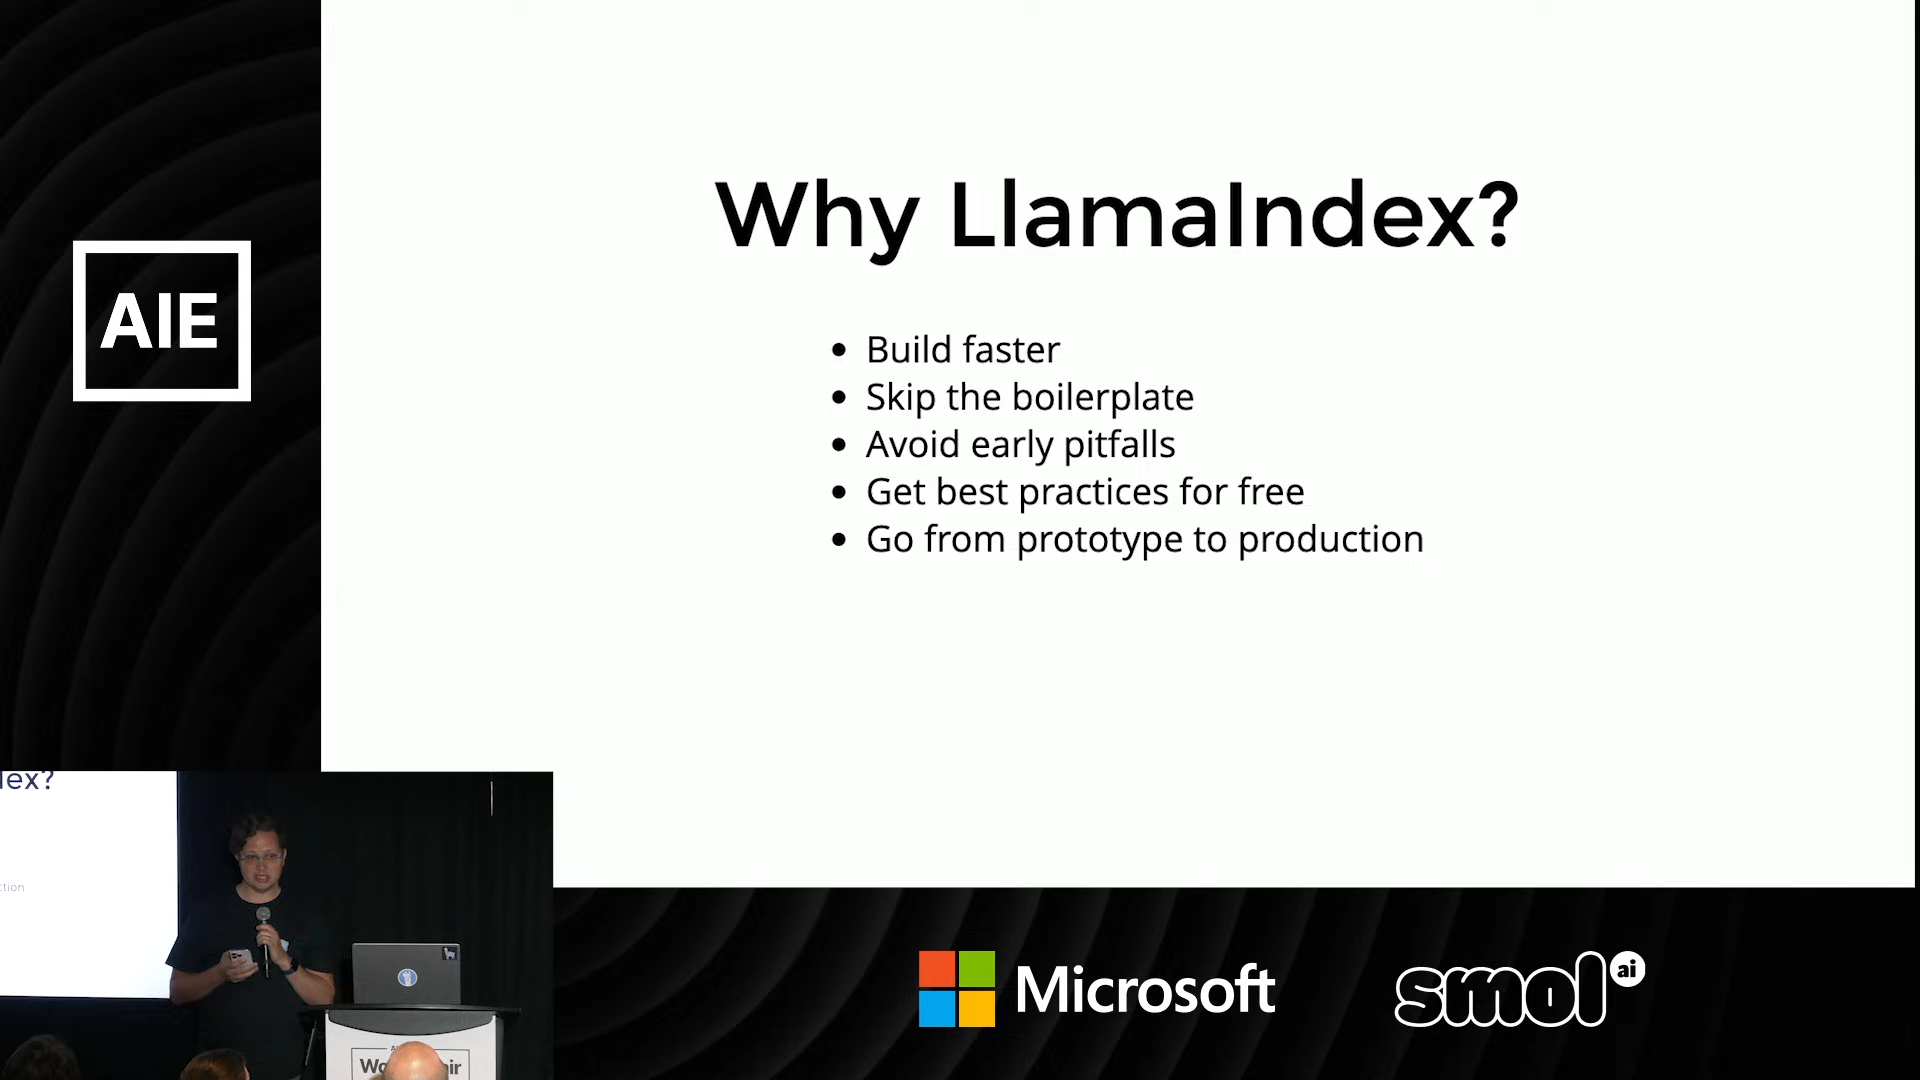 Why LlamaIndex?
AIE
• Build faster
• Skip the boilerplate
• Avoid early pitfalls
• Get best practices for free
• Go from prototype to production
lex?
ction
Microsoft
smol ai